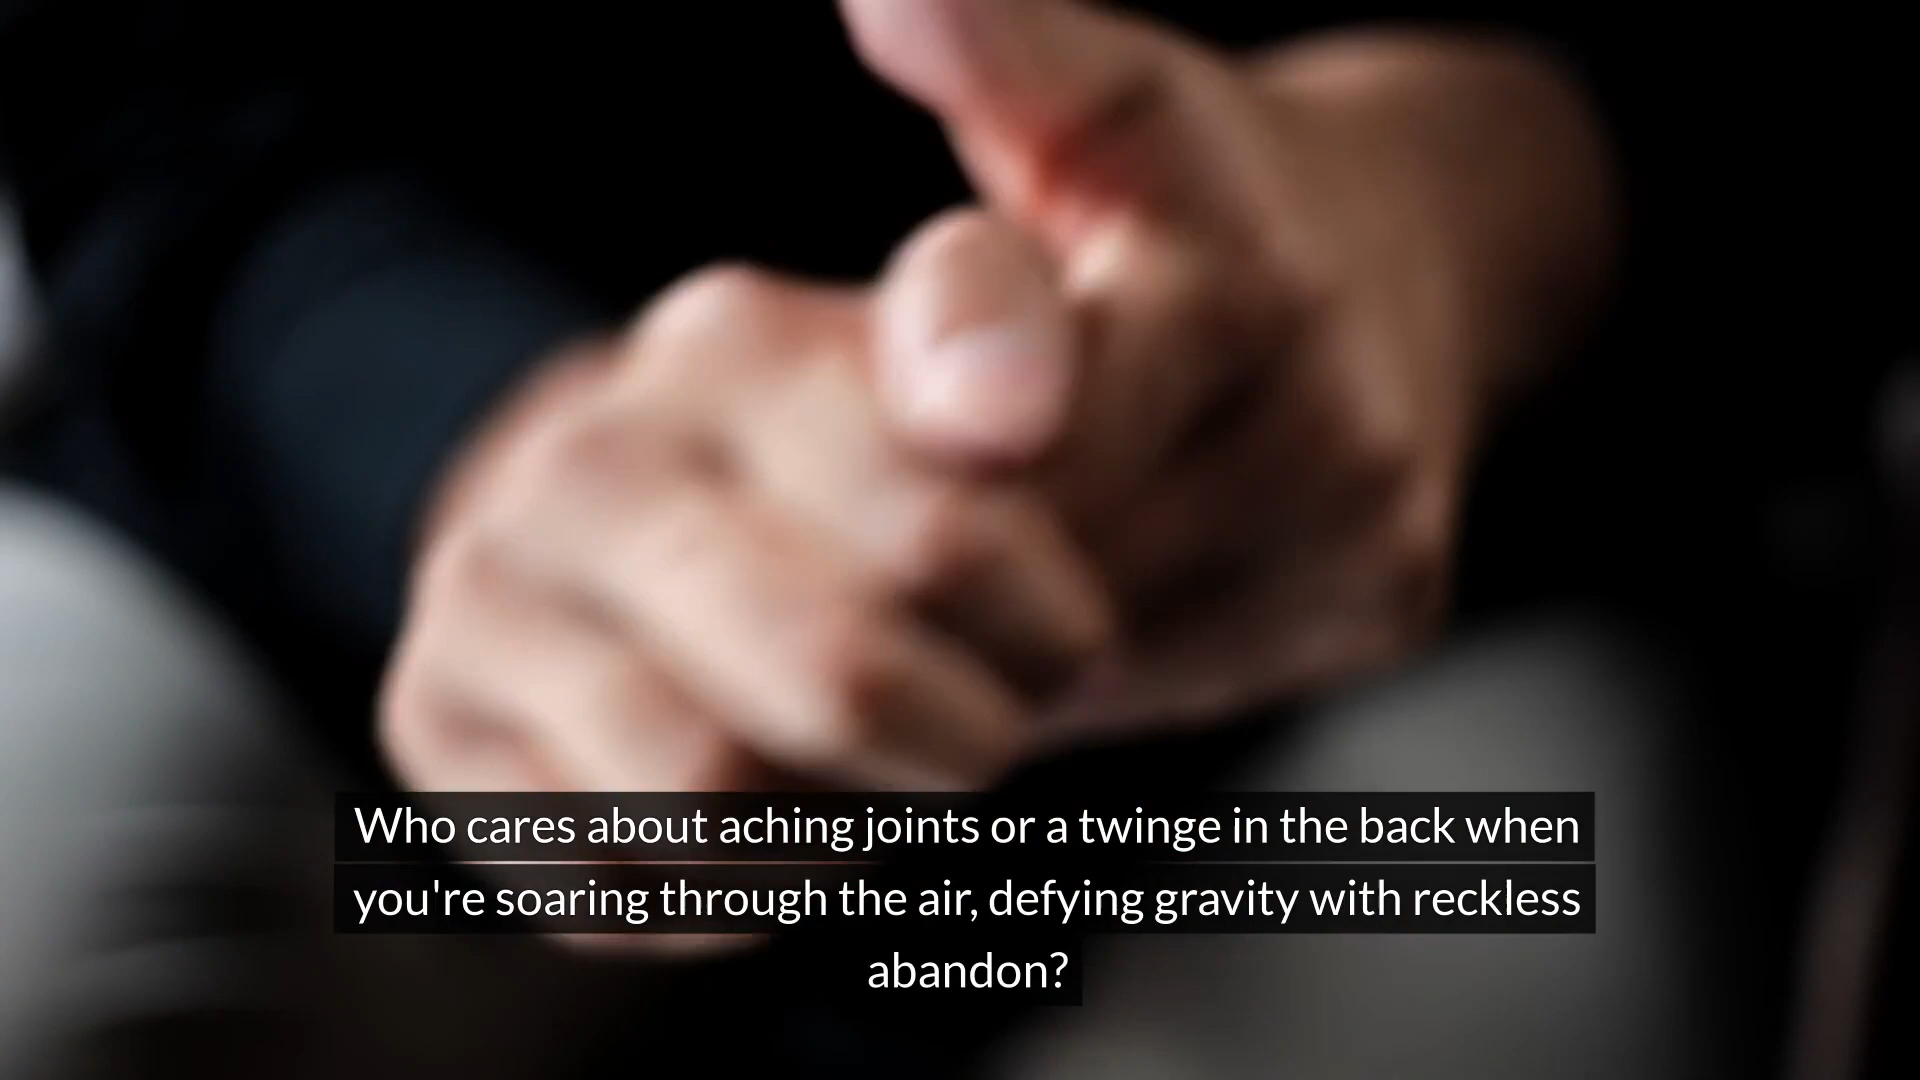 Who cares about aching joints or a twinge in the back when
you're soaring through the air, defying gravity with reckless
abandon?